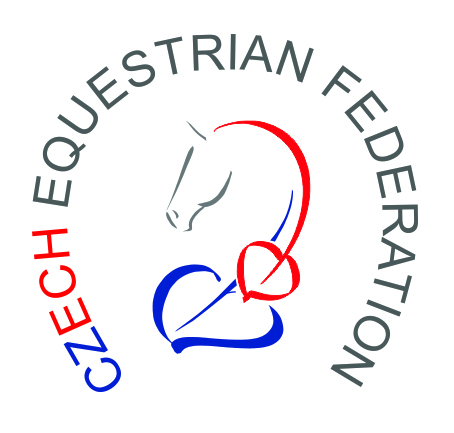 CZECH EQUESTRIAN FEDERATION